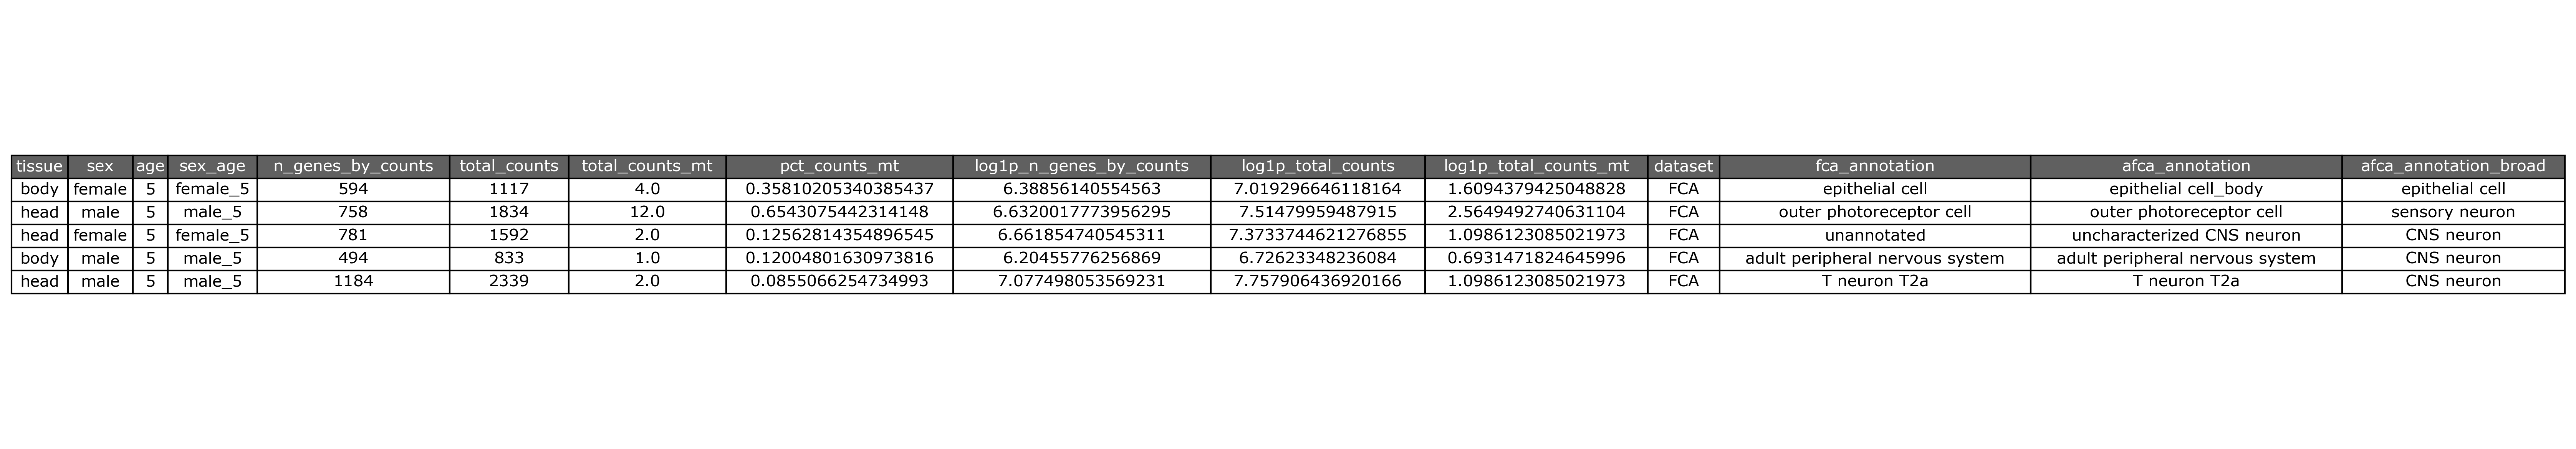 tissue sex age sex_age n_genes_by_counts total_counts total_counts_mt pct_counts_mt log1p_n_genes_by_counts log1p_total_counts log1p_total_counts_mt dataset fca_annotation afca_annotation afca_annotation_broad
body female 5 female_5 594 1117 4.0 0.35810205340385437 6.38856140554563 7.019296646118164 1.6094379425048828 FCA epithelial cell epithelial cell_body epithelial cell
head male 5 male_5 758 1834 12.0 0.6543075442314148 6.6320017773956295 7.51479959487915 2.5649492740631104 FCA outer photoreceptor cell outer photoreceptor cell sensory neuron
head female 5 female_5 781 1592 2.0 0.12562814354896545 6.661854740545311 7.3733744621276855 1.0986123085021973 FCA unannotated uncharacterized CNS neuron CNS neuron
body male 5 male_5 494 833 1.0 0.12004801630973816 6.20455776256869 6.72623348236084 0.6931471824645996 FCA adult peripheral nervous system adult peripheral nervous system CNS neuron
head male 5 male_5 1184 2339 2.0 0.0855066254734993 7.077498053569231 7.757906436920166 1.0986123085021973 FCA T neuron T2a T neuron T2a CNS neuron